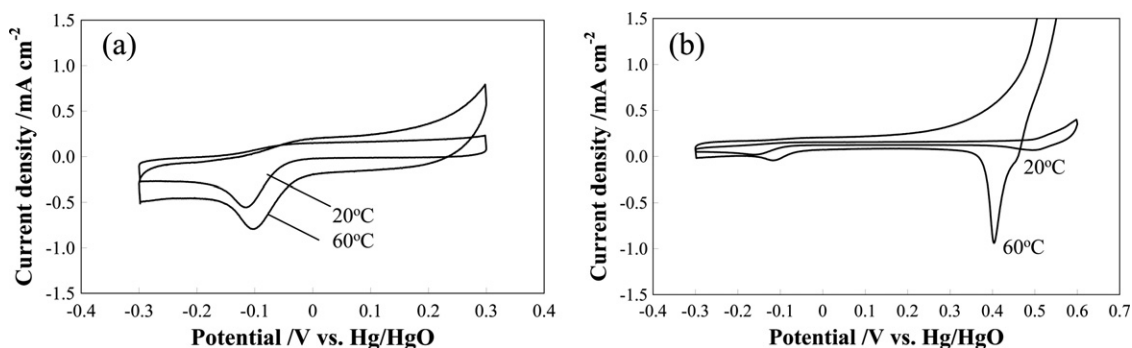 (a)
1.5
1.0
0.5
0.0
-0.5
-1.0
-1.5
Current density /mA cm⁻²
20°C
60°C
-0.4 -0.3 -0.2 -0.1 0 0.1 0.2 0.3 0.4
Potential /V vs. Hg/HgO
(b)
1.5
1.0
0.5
0.0
-0.5
-1.0
-1.5
Current density /mA cm⁻²
20°C
60°C
-0.3 -0.2 -0.1 0 0.1 0.2 0.3 0.4 0.5 0.6 0.7
Potential /V vs. Hg/HgO